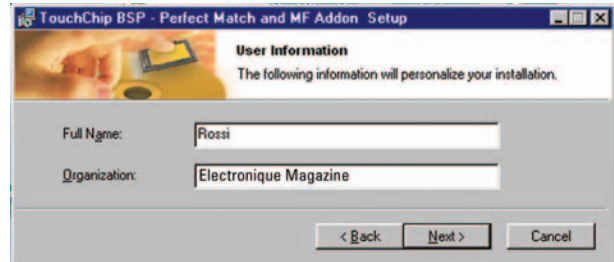 TouchChip BSP - Perfect Match and MF Addon Setup
User Information
The following information will personalize your installation.
Full Name:
Rossi
Organization:
Electronique Magazine
< Back
Next >
Cancel